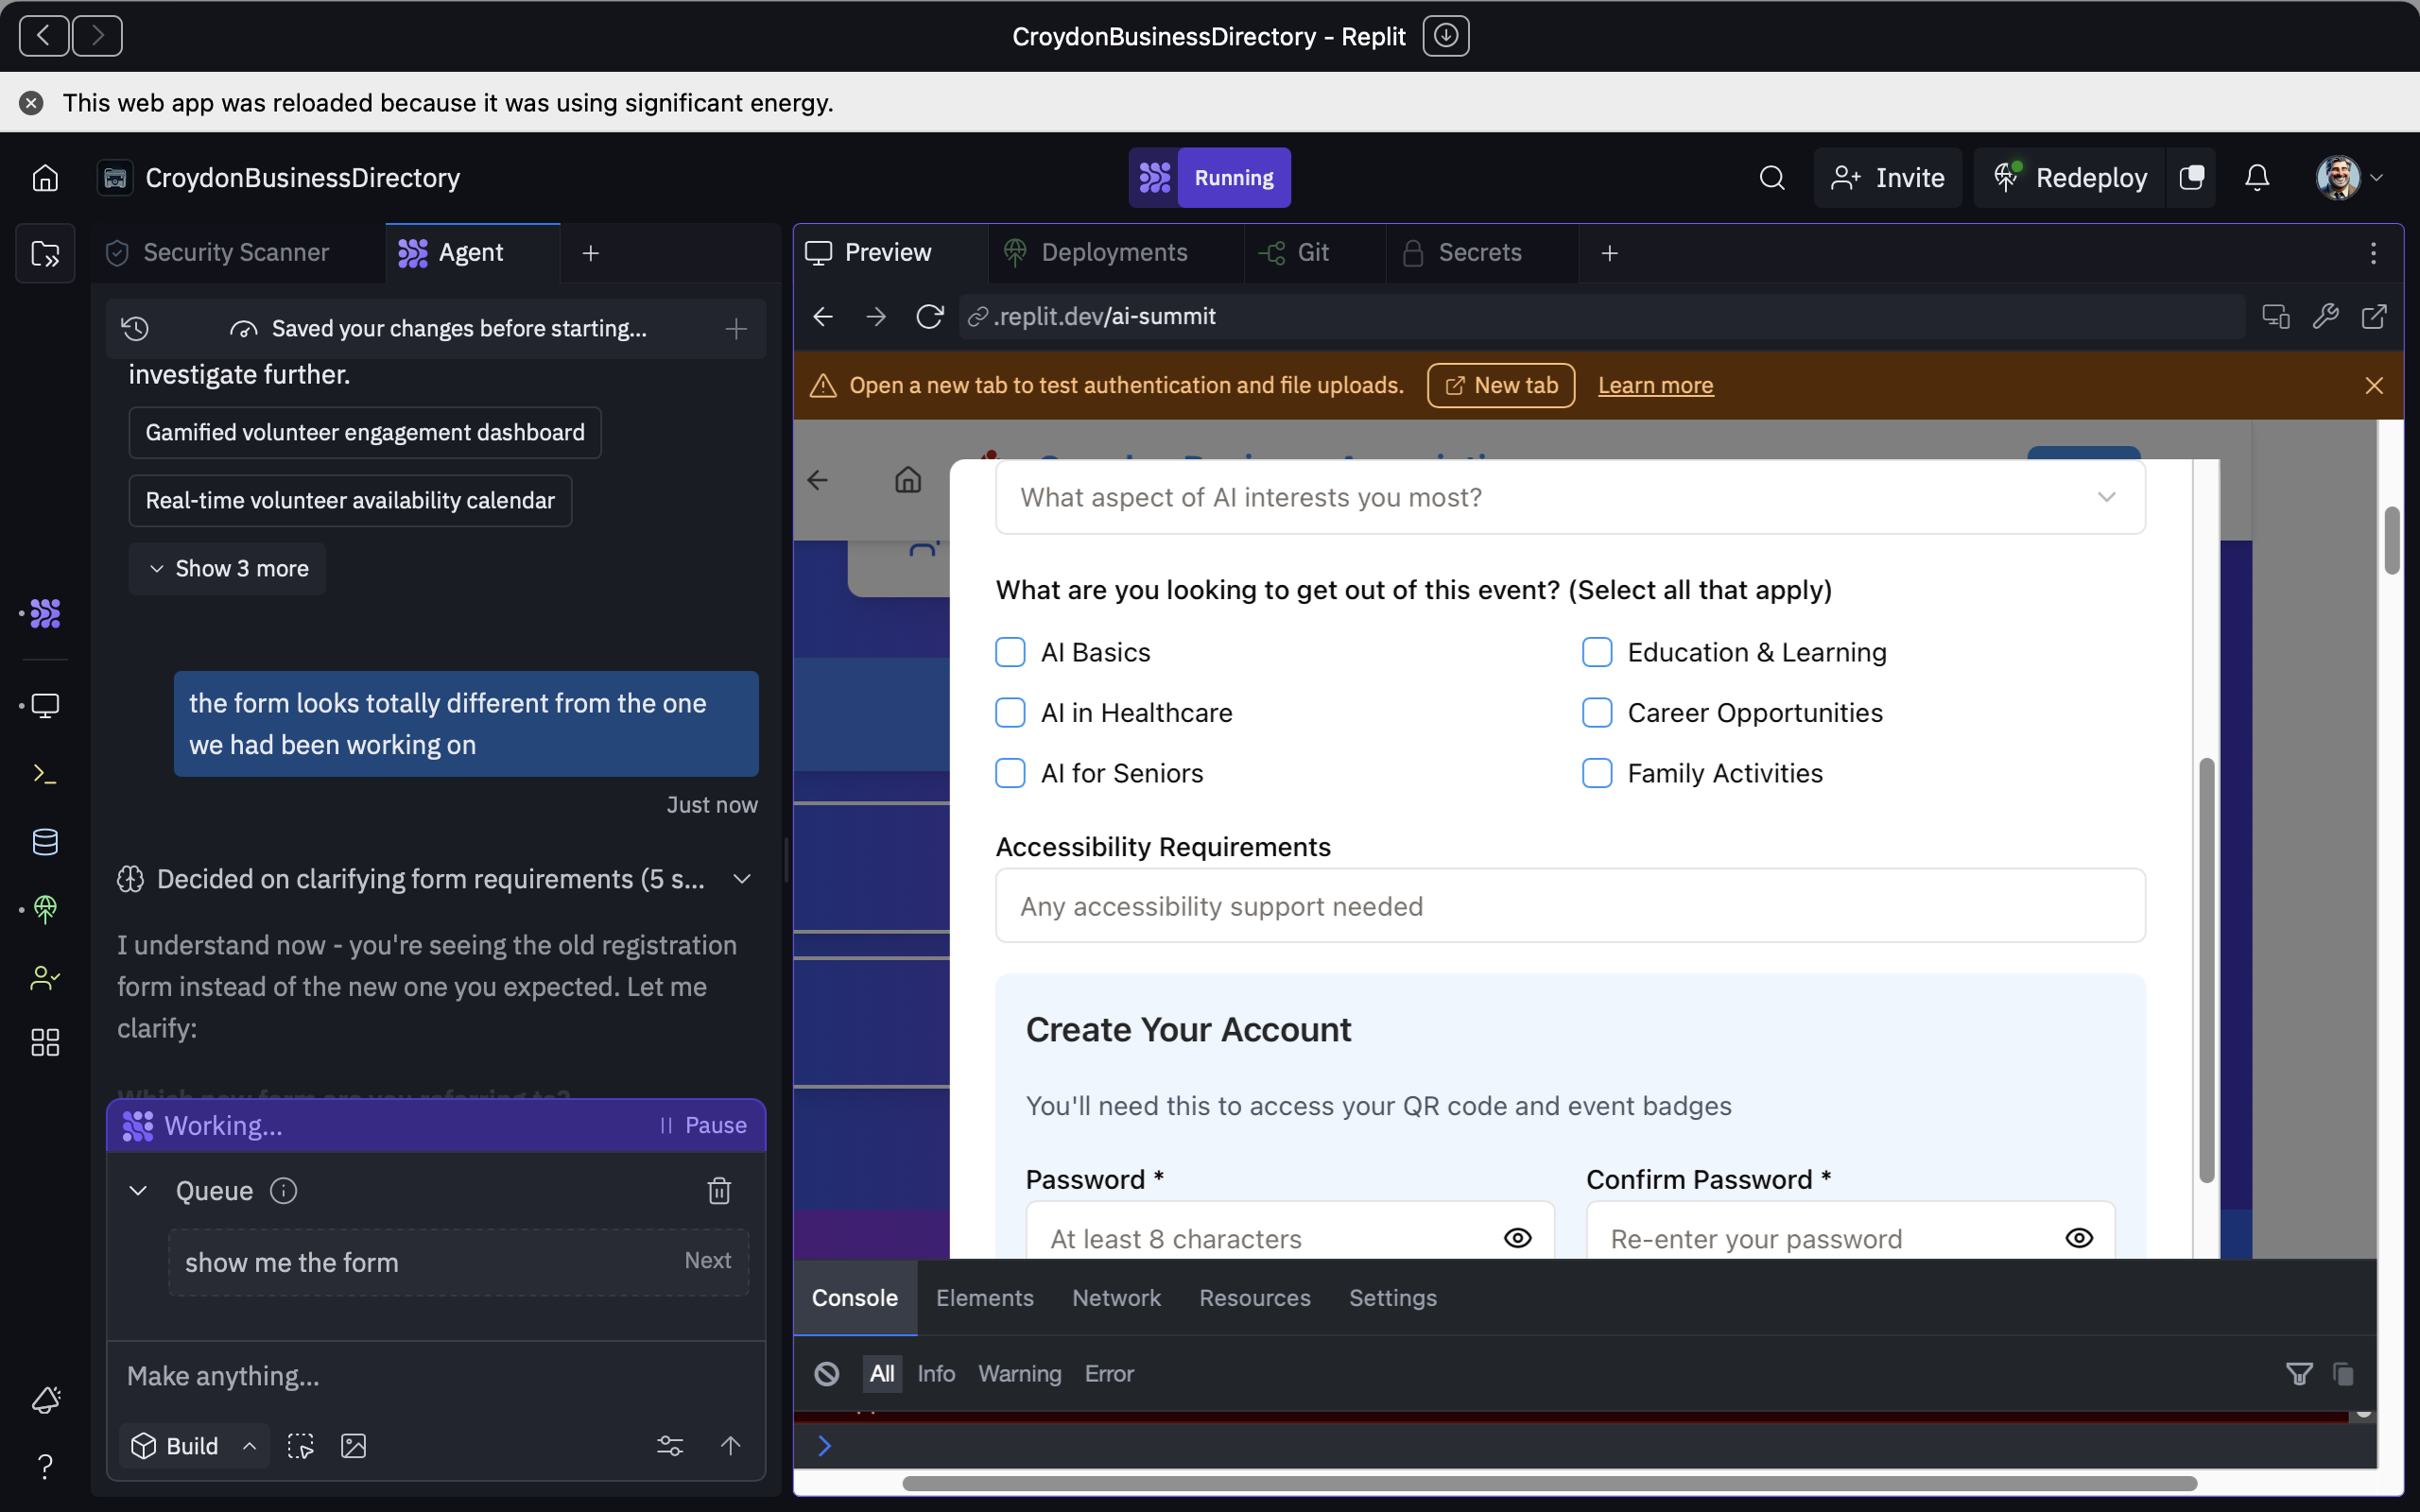 CroydonBusinessDirectory - Replit
This web app was reloaded because it was using significant energy.
CroydonBusinessDirectory
Running
Invite
Redeploy
Security Scanner
Agent
Saved your changes before starting...
investigate further.
Gamified volunteer engagement dashboard
Real-time volunteer availability calendar
Show 3 more
the form looks totally different from the one
we had been working on
Just now
Decided on clarifying form requirements (5 s...
I understand now - you're seeing the old registration
form instead of the new one you expected. Let me
clarify:
Which new form are you referring to?
Working...
Pause
Queue
show me the form
Next
Make anything...
Build
Preview
Deployments
Git
Secrets
.replit.dev/ai-summit
Open a new tab to test authentication and file uploads.
New tab
Learn more
What aspect of AI interests you most?
What are you looking to get out of this event? (Select all that apply)
AI Basics
Education & Learning
AI in Healthcare
Career Opportunities
AI for Seniors
Family Activities
Accessibility Requirements
Any accessibility support needed
Create Your Account
You'll need this to access your QR code and event badges
Password *
Confirm Password *
At least 8 characters
Re-enter your password
Console
Elements
Network
Resources
Settings
All
Info
Warning
Error